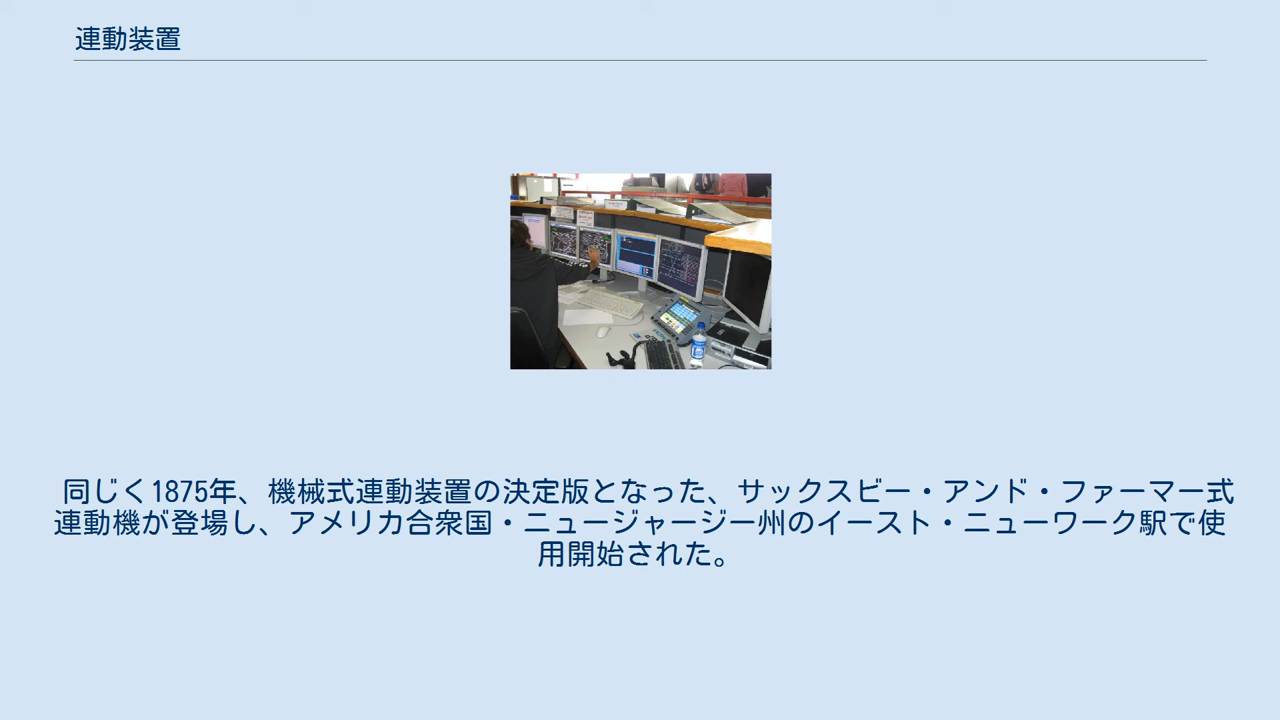 連動装置
同じく1875年、機械式連動装置の決定版となった、サックスビー・アンド・ファーマー式
連動機が登場し、アメリカ合衆国・ニュージャージー州のイースト・ニューワーク駅で使
用開始された。